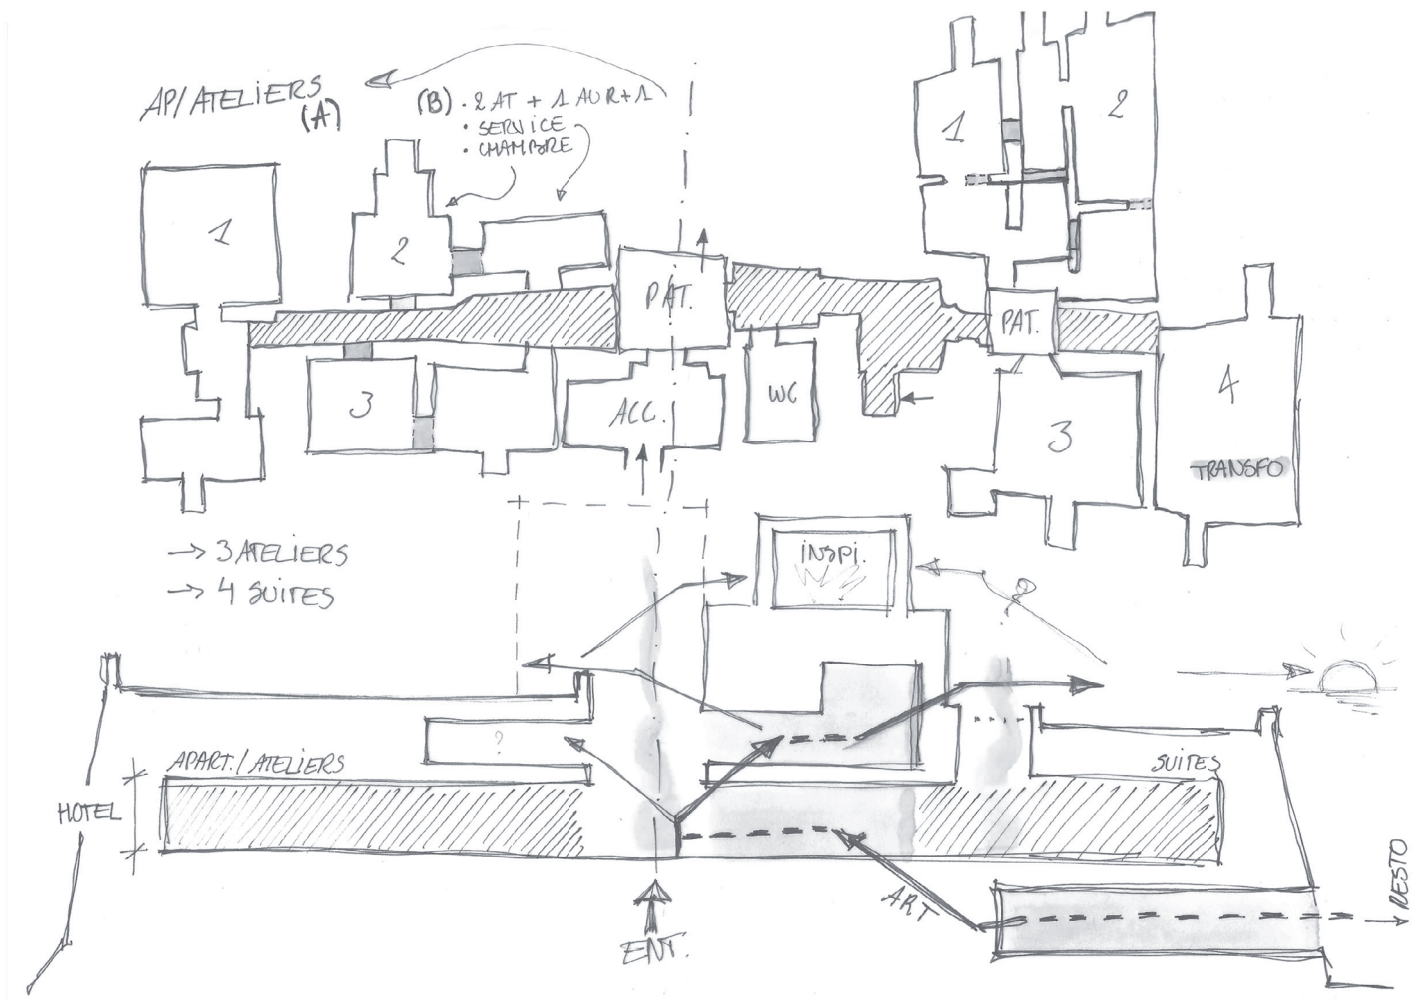 AP/ATELIERS
(A)
(B) • 2 AT + 1 AU R+1
• SERVICE
• CHAMBRE
1
2
1
2
PAT.
PAT.
3
ACC.
WC
3
4
TRANSFO
→ 3 ATELIERS
→ 4 SUITES
INSPI.
?
APART./ATELIERS
SUITES
HOTEL
ART
→ RESTO
ENT.